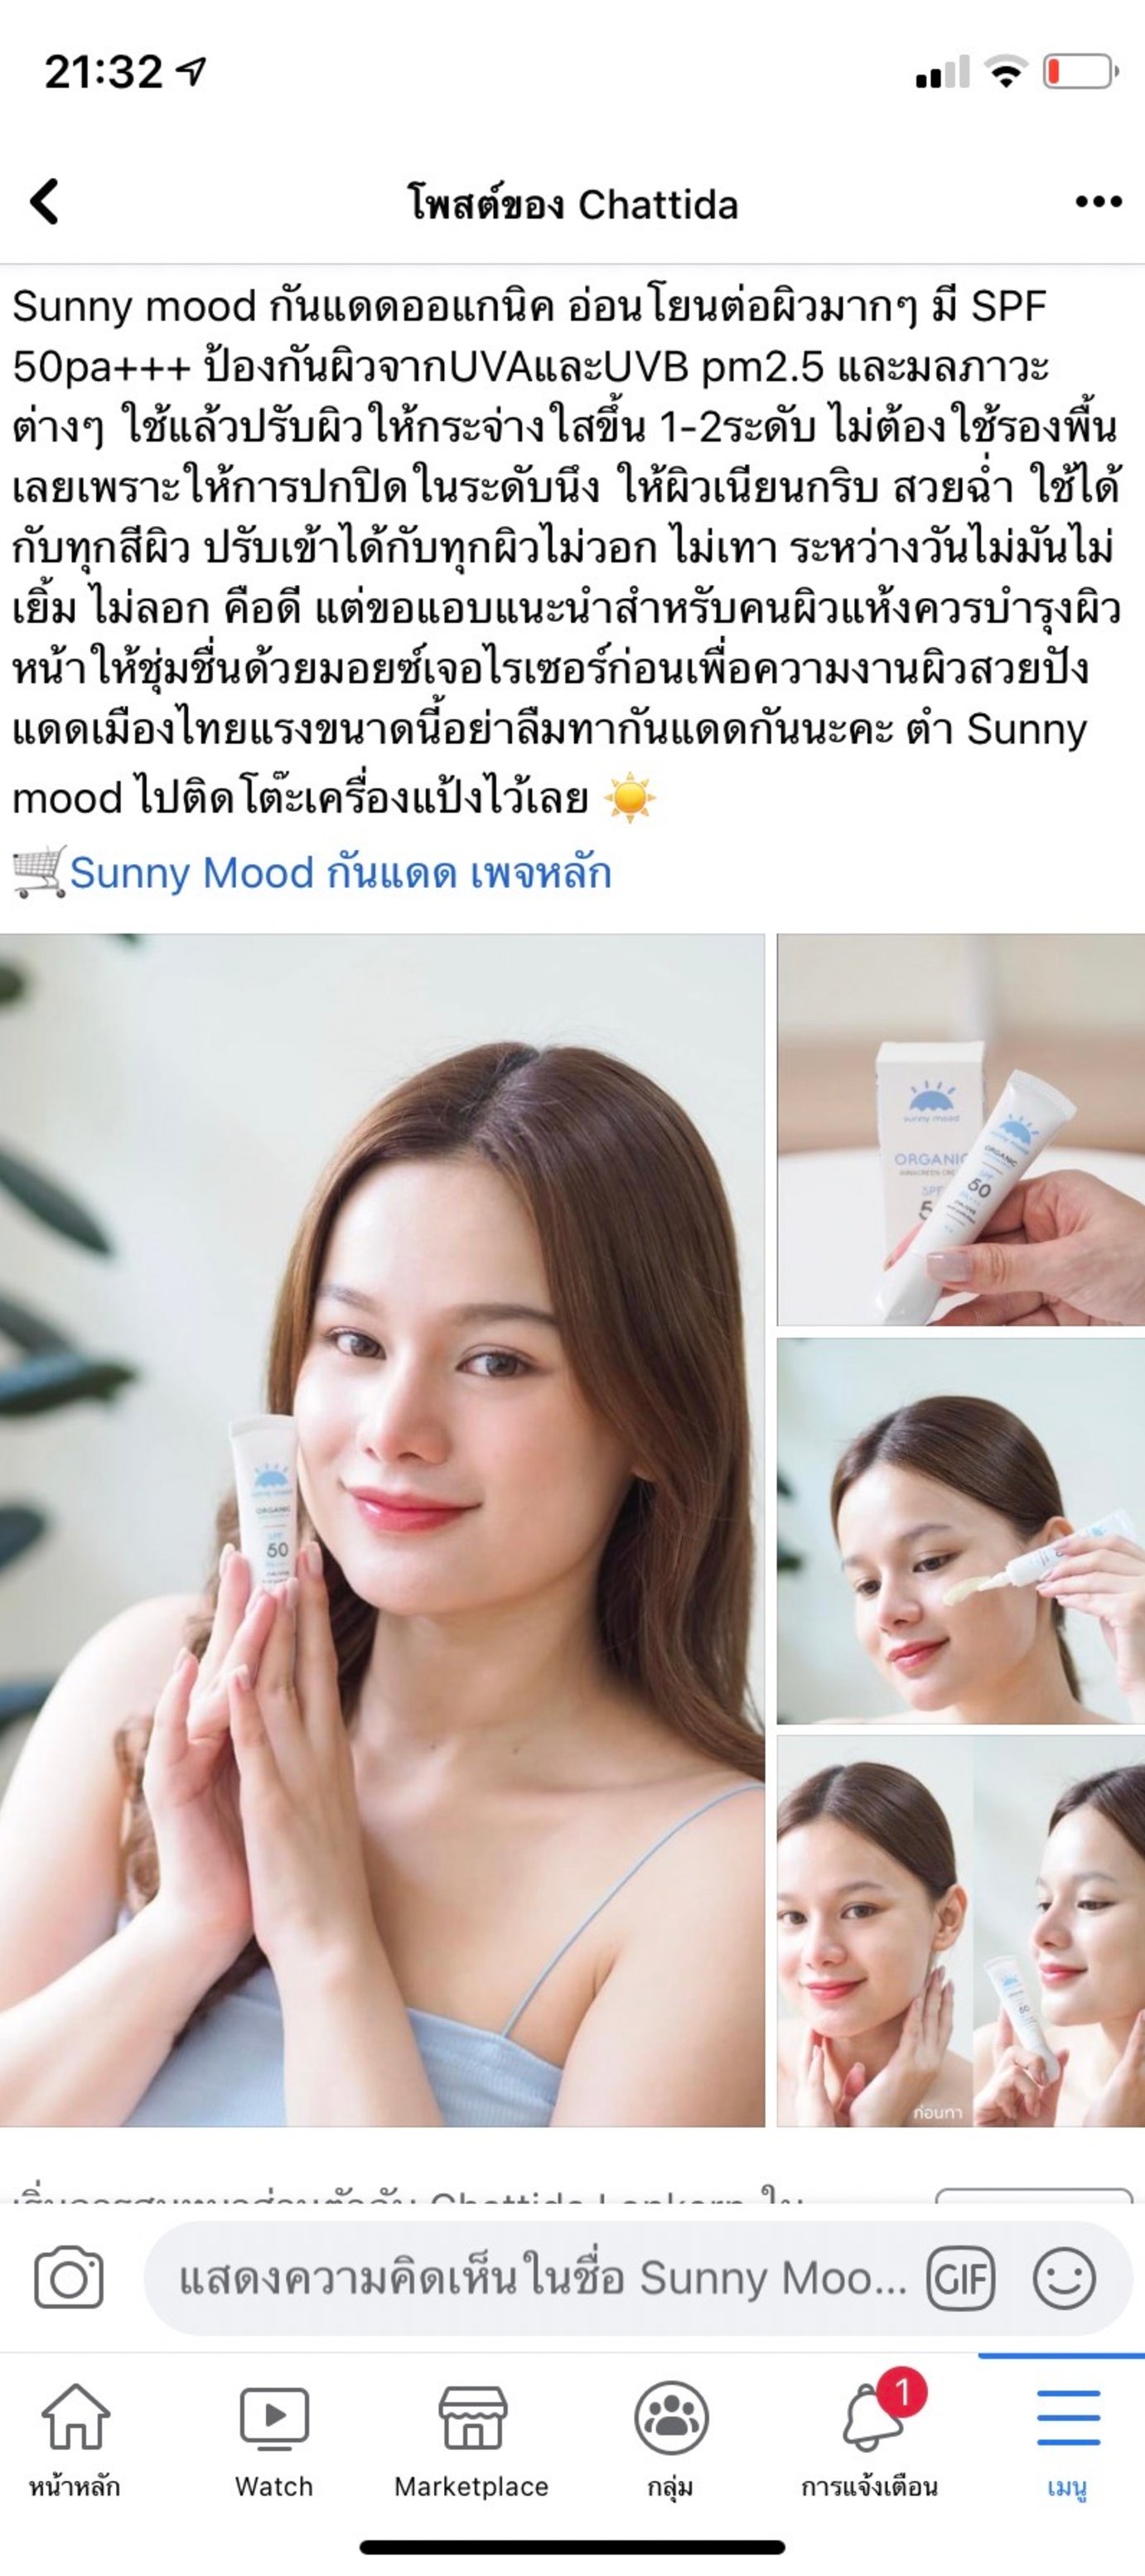 21:32
โพสต์ของ Chattida
Sunny mood กันแดดออแกนิค อ่อนโยนต่อผิวมากๆ มี SPF
50pa+++ ป้องกันผิวจากUVAและUVB pm2.5 และมลภาวะ
ต่างๆ ใช้แล้วปรับผิวให้กระจ่างใสขึ้น 1-2ระดับ ไม่ต้องใช้รองพื้น
เลยเพราะให้การปกปิดในระดับนึง ให้ผิวเนียนกริบ สวยฉ่ำ ใช้ได้
กับทุกสีผิว ปรับเข้าได้กับทุกผิวไม่วอก ไม่เทา ระหว่างวันไม่มันไม่
เยิ้ม ไม่ลอก คือดี แต่ขอแอบแนะนำสำหรับคนผิวแห้งควรบำรุงผิว
หน้าให้ชุ่มชื่นด้วยมอยซ์เจอไรเซอร์ก่อนเพื่อความงานผิวสวยปัง
แดดเมืองไทยแรงขนาดนี้อย่าลืมทากันแดดกันนะคะ ตำ Sunny
mood ไปติดโต๊ะเครื่องแป้งไว้เลย
Sunny Mood กันแดด เพจหลัก
sunny mood
ORGANIC
SPF
5
ORGANIC
SPF
50
sunny mood
ORGANIC
SPF
50
50
ก่อนทา
แสดงความคิดเห็นในชื่อ Sunny Moo...
GIF
1
หน้าหลัก
Watch
Marketplace
กลุ่ม
การแจ้งเตือน
เมนู